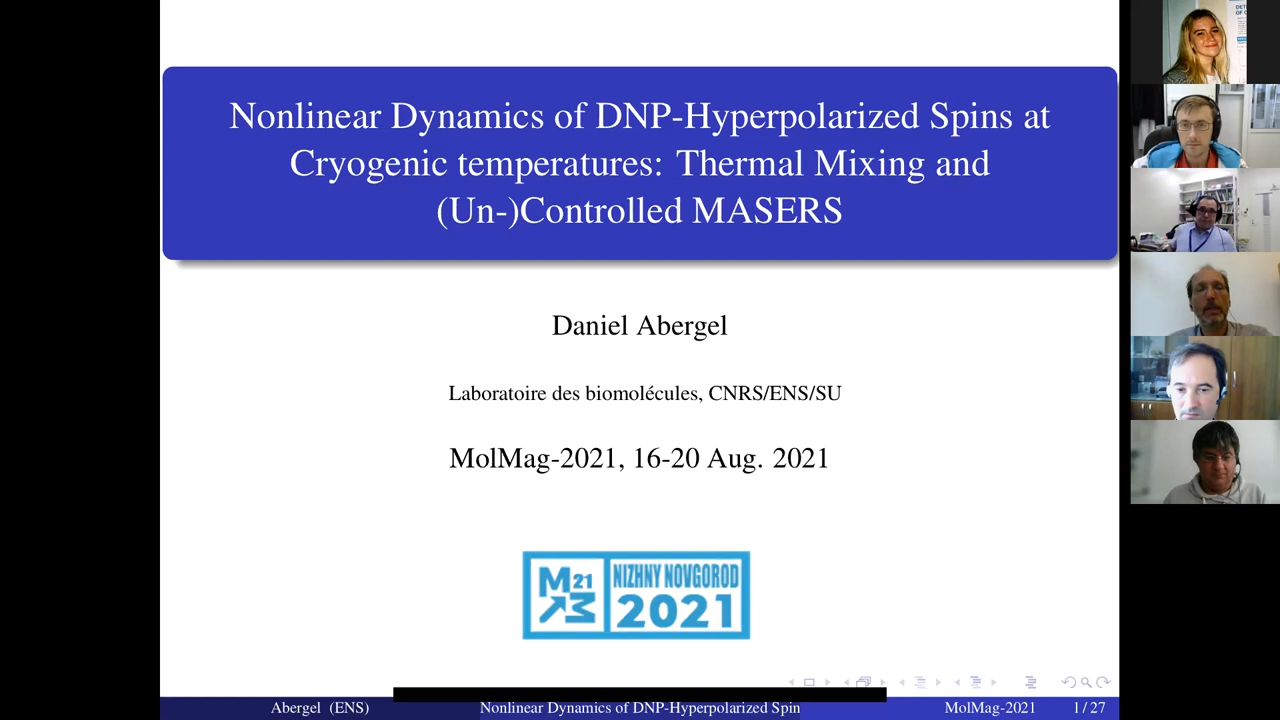 Nonlinear Dynamics of DNP-Hyperpolarized Spins at
Cryogenic temperatures: Thermal Mixing and
(Un-)Controlled MASERS
Daniel Abergel
Laboratoire des biomolécules, CNRS/ENS/SU
MolMag-2021, 16-20 Aug. 2021
M 21
M
NIZHNY NOVGOROD
2021
Abergel (ENS)
Nonlinear Dynamics of DNP-Hyperpolarized Spin
MolMag-2021
1 / 27